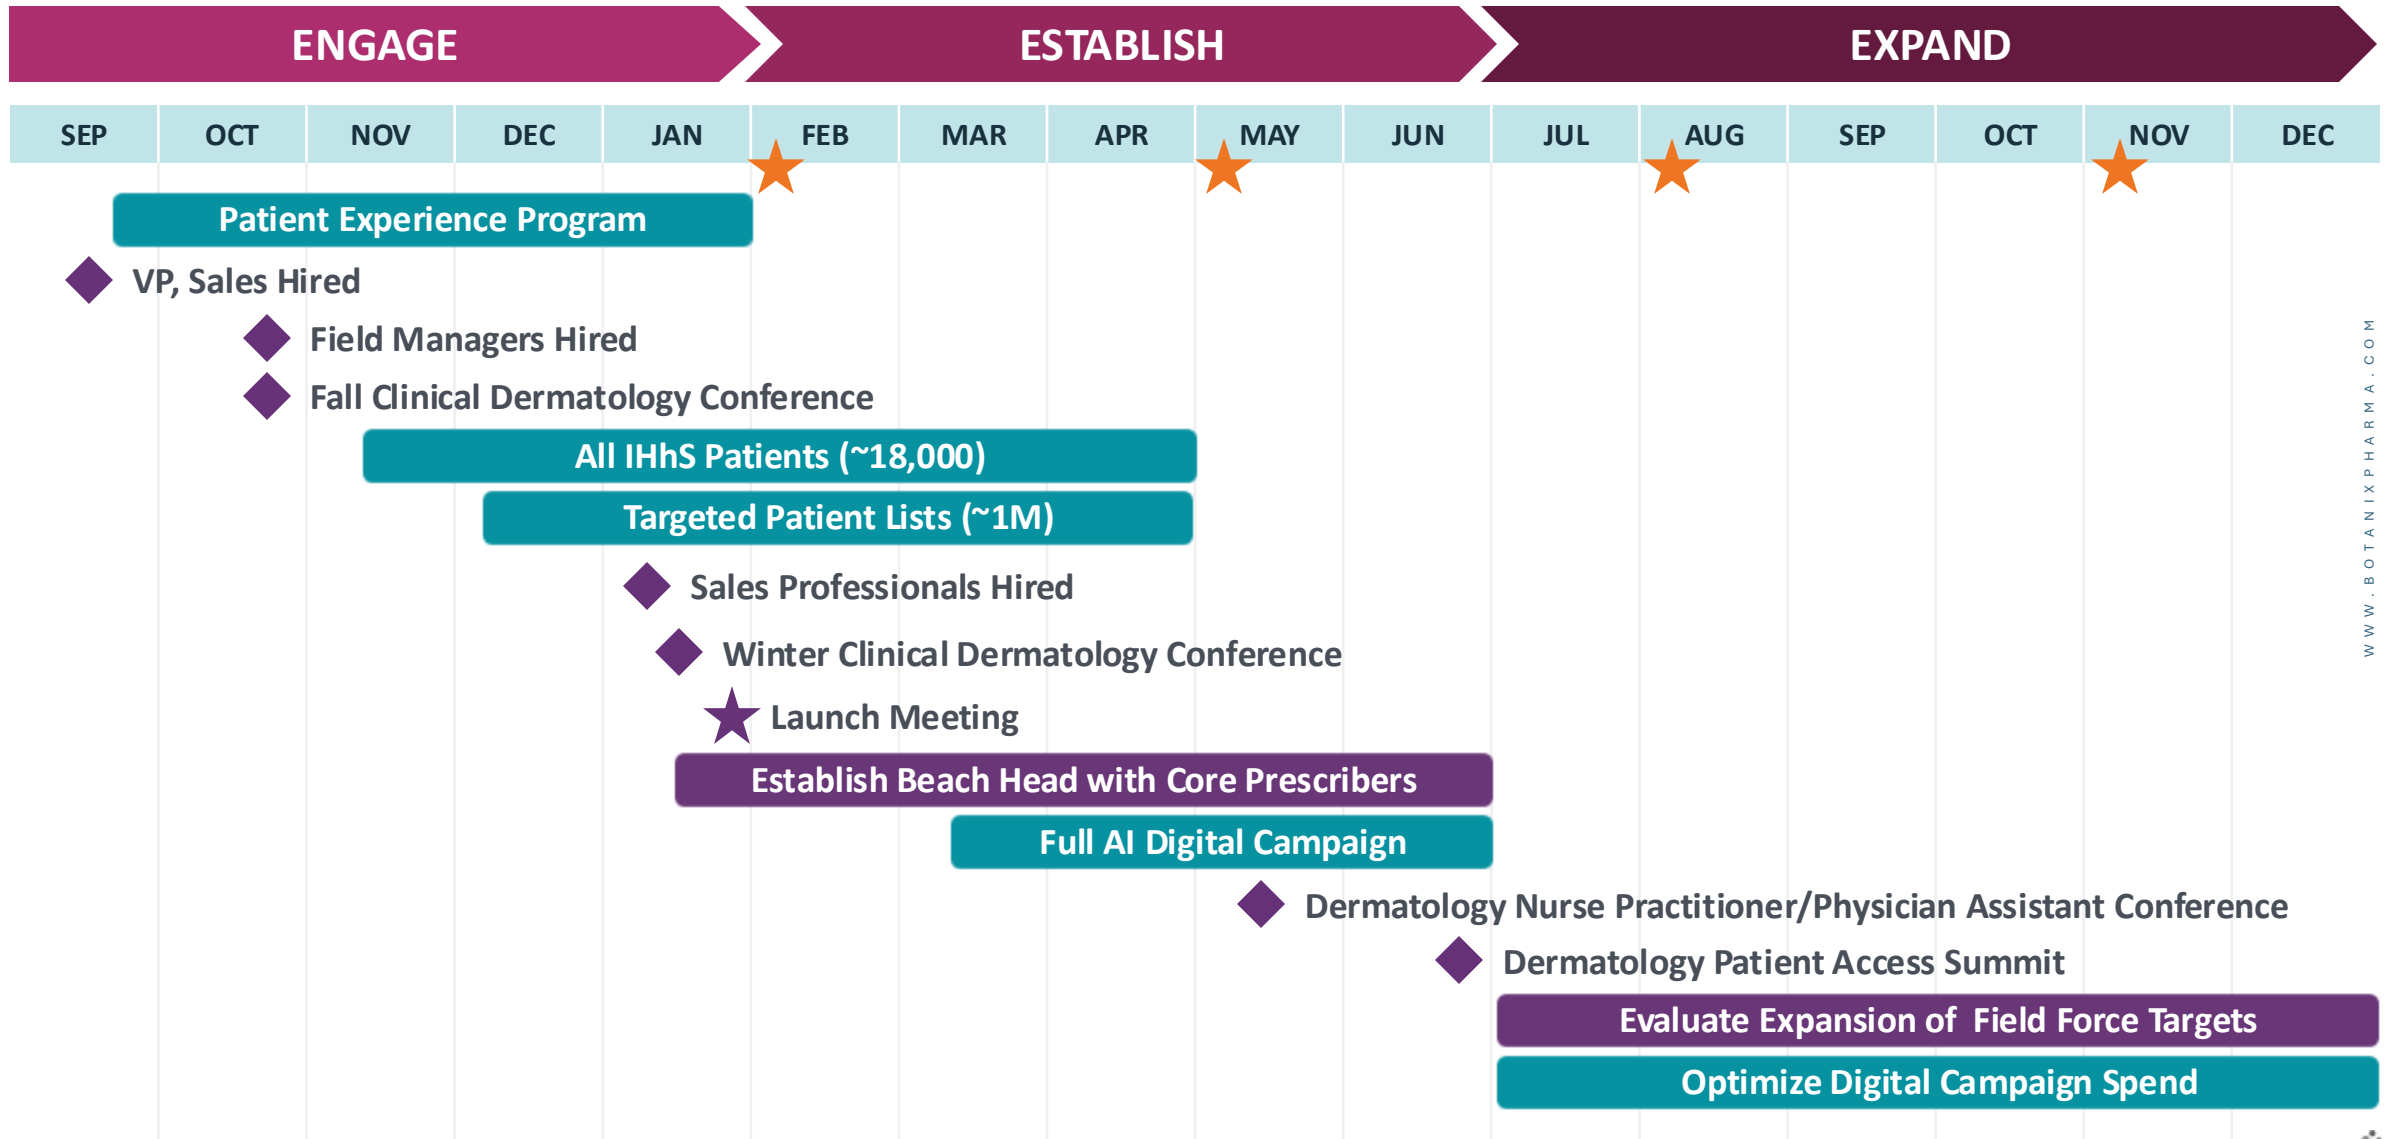 ENGAGE ESTABLISH EXPAND
SEP OCT NOV DEC JAN FEB MAR APR MAY JUN JUL AUG SEP OCT NOV DEC
Patient Experience Program
VP, Sales Hired
Field Managers Hired
Fall Clinical Dermatology Conference
All IHhS Patients (~18,000)
Targeted Patient Lists (~1M)
Sales Professionals Hired
Winter Clinical Dermatology Conference
Launch Meeting
Establish Beach Head with Core Prescribers
Full AI Digital Campaign
Dermatology Nurse Practitioner/Physician Assistant Conference
Dermatology Patient Access Summit
Evaluate Expansion of Field Force Targets
Optimize Digital Campaign Spend
WWW.BOTANIXPHARMA.COM